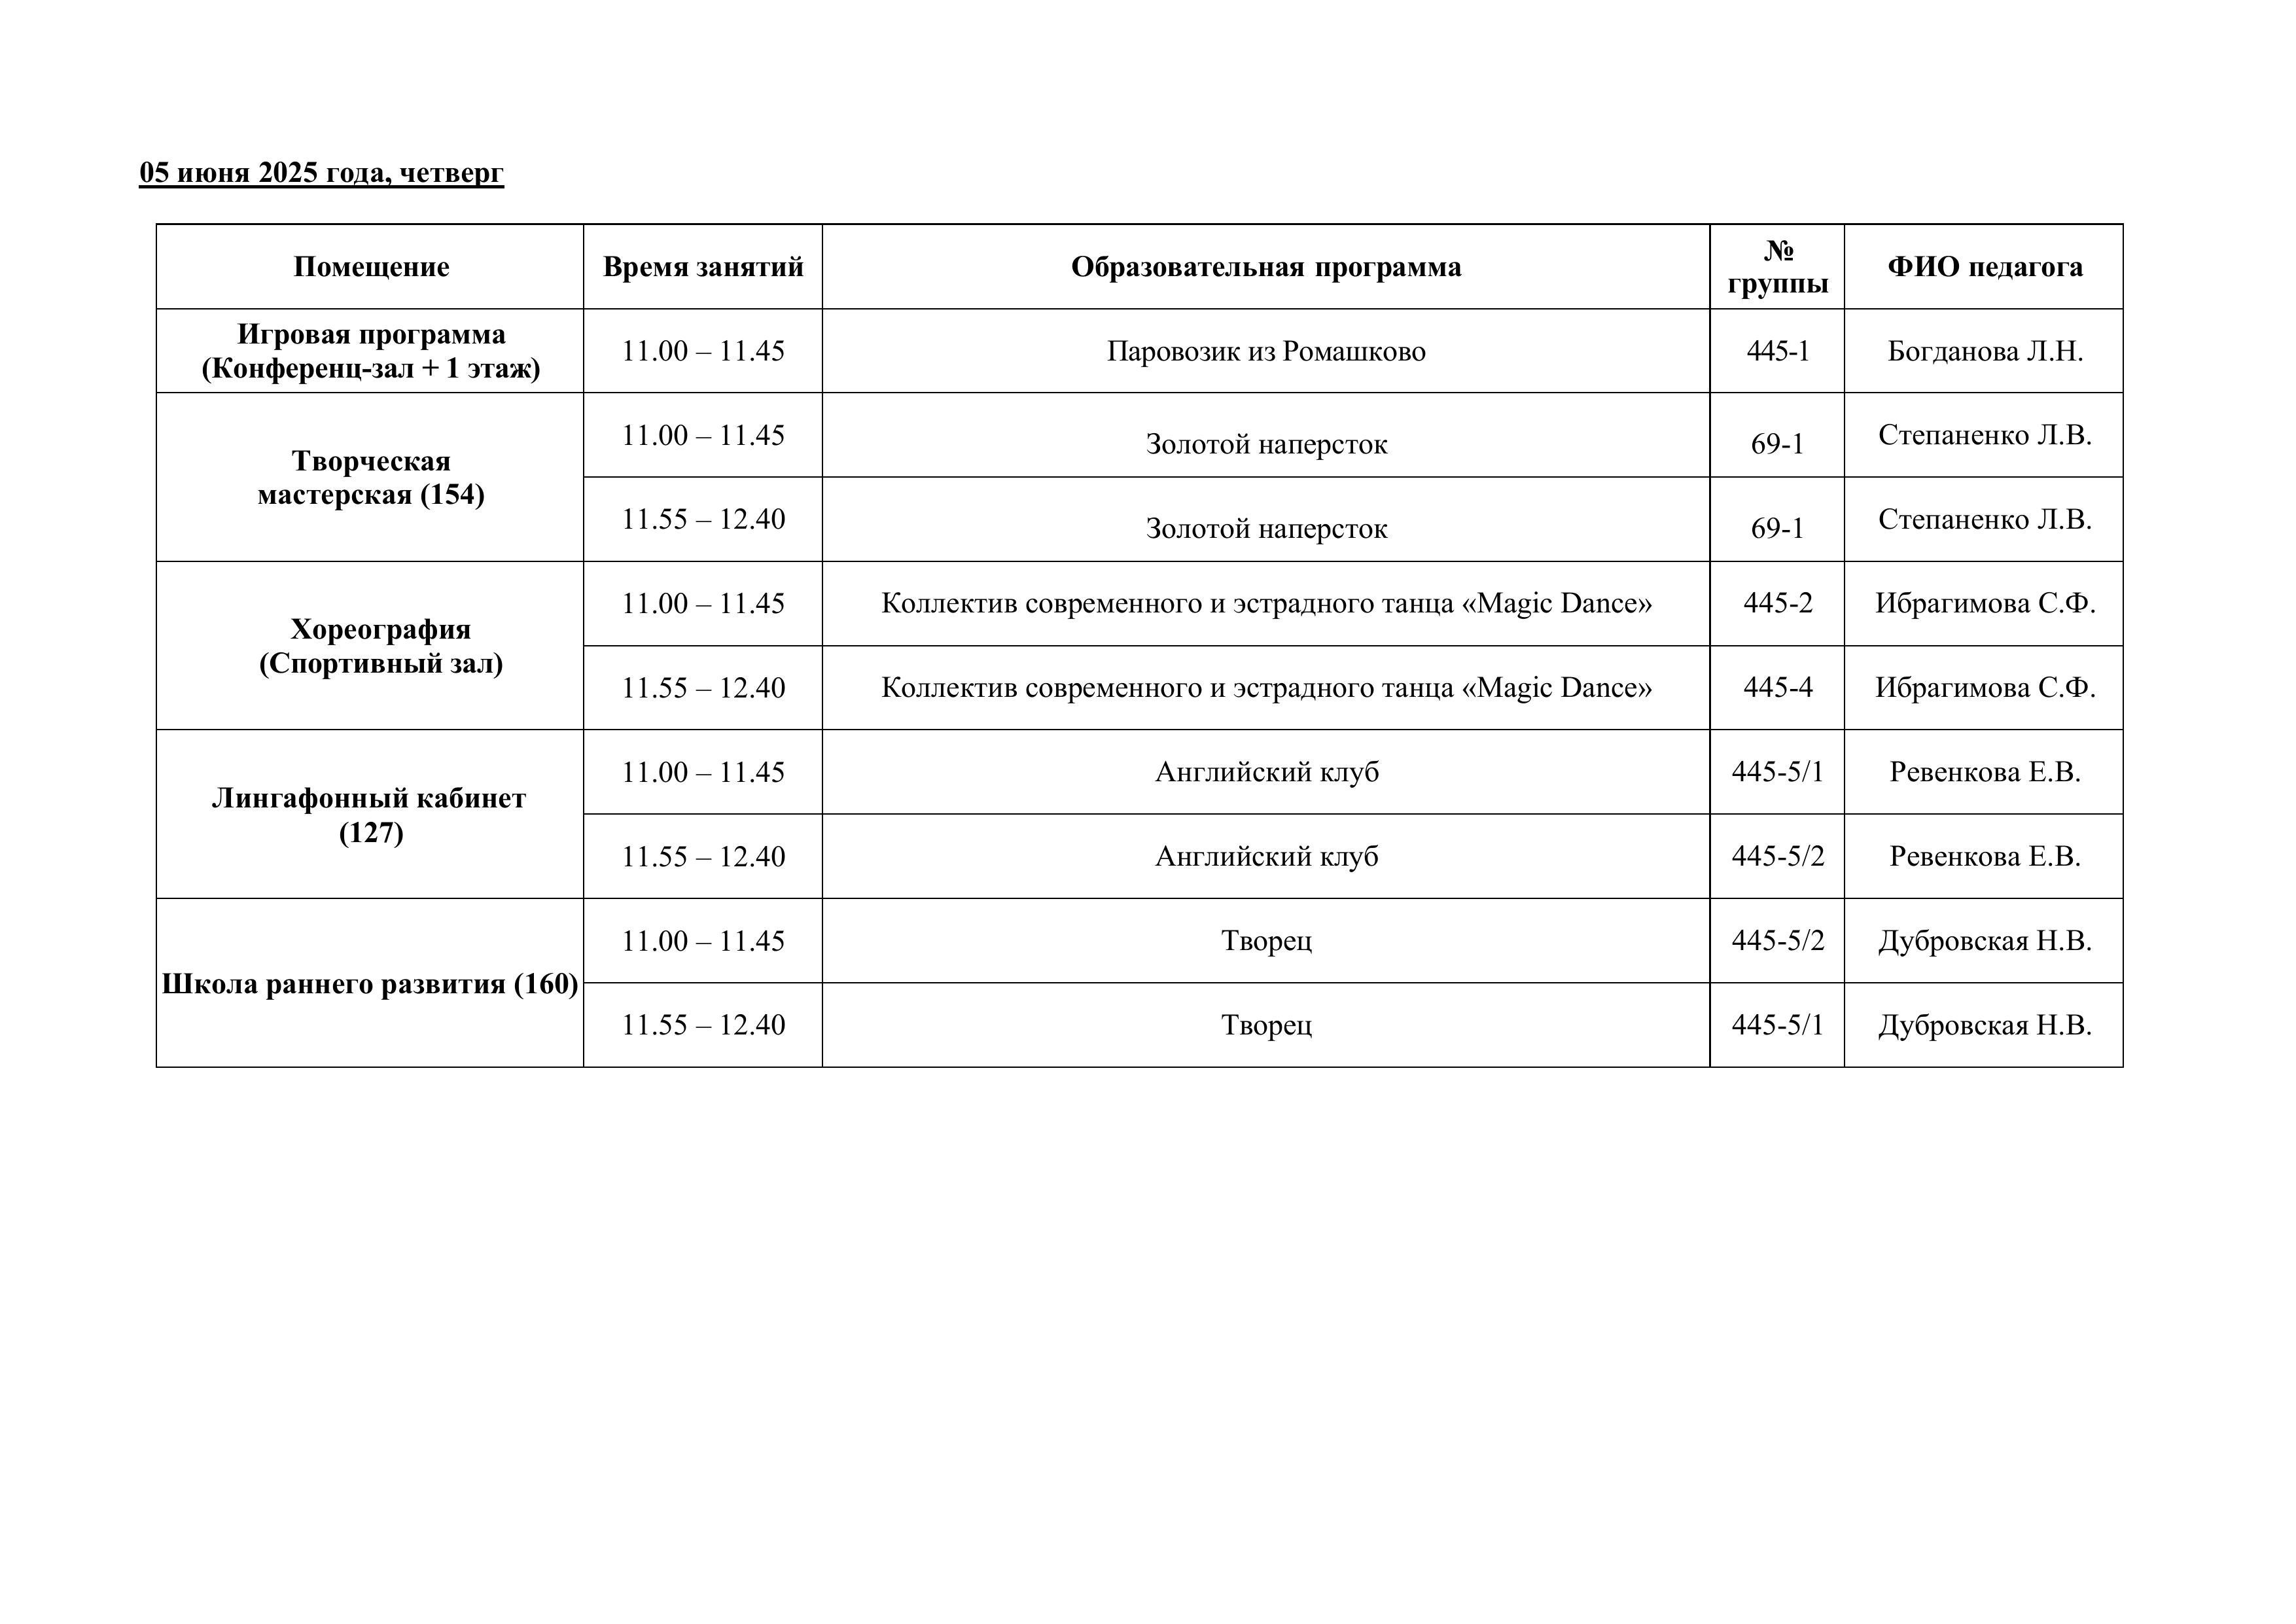 05 июня 2025 года, четверг
Помещение Время занятий Образовательная программа № группы ФИО педагога
Игровая программа
(Конференц-зал + 1 этаж)
11.00 – 11.45 Паровозик из Ромашково 445-1 Богданова Л.Н.
Творческая
мастерская (154)
11.00 – 11.45 Золотой наперсток 69-1 Степаненко Л.В.
11.55 – 12.40 Золотой наперсток 69-1 Степаненко Л.В.
Хореография
(Спортивный зал)
11.00 – 11.45 Коллектив современного и эстрадного танца «Magic Dance» 445-2 Ибрагимова С.Ф.
11.55 – 12.40 Коллектив современного и эстрадного танца «Magic Dance» 445-4 Ибрагимова С.Ф.
Лингафонный кабинет
(127)
11.00 – 11.45 Английский клуб 445-5/1 Ревенкова Е.В.
11.55 – 12.40 Английский клуб 445-5/2 Ревенкова Е.В.
Школа раннего развития (160)
11.00 – 11.45 Творец 445-5/2 Дубровская Н.В.
11.55 – 12.40 Творец 445-5/1 Дубровская Н.В.